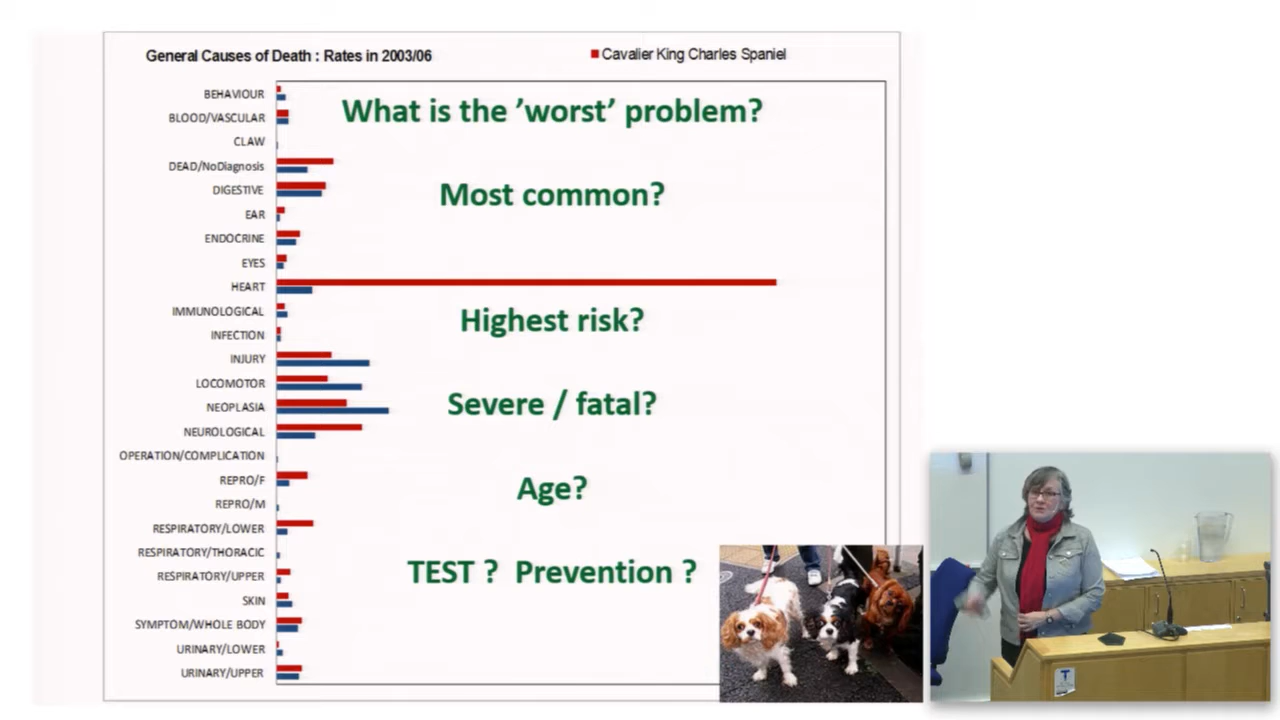 General Causes of Death : Rates in 2003/06
Cavalier King Charles Spaniel
BEHAVIOUR
BLOOD/VASCULAR
CLAW
DEAD/NoDiagnosis
DIGESTIVE
EAR
ENDOCRINE
EYES
HEART
IMMUNOLOGICAL
INFECTION
INJURY
LOCOMOTOR
NEOPLASIA
NEUROLOGICAL
OPERATION/COMPLICATION
REPRO/F
REPRO/M
RESPIRATORY/LOWER
RESPIRATORY/THORACIC
RESPIRATORY/UPPER
SKIN
SYMPTOM/WHOLE BODY
URINARY/LOWER
URINARY/UPPER
What is the ’worst’ problem?
Most common?
Highest risk?
Severe / fatal?
Age?
TEST ? Prevention ?